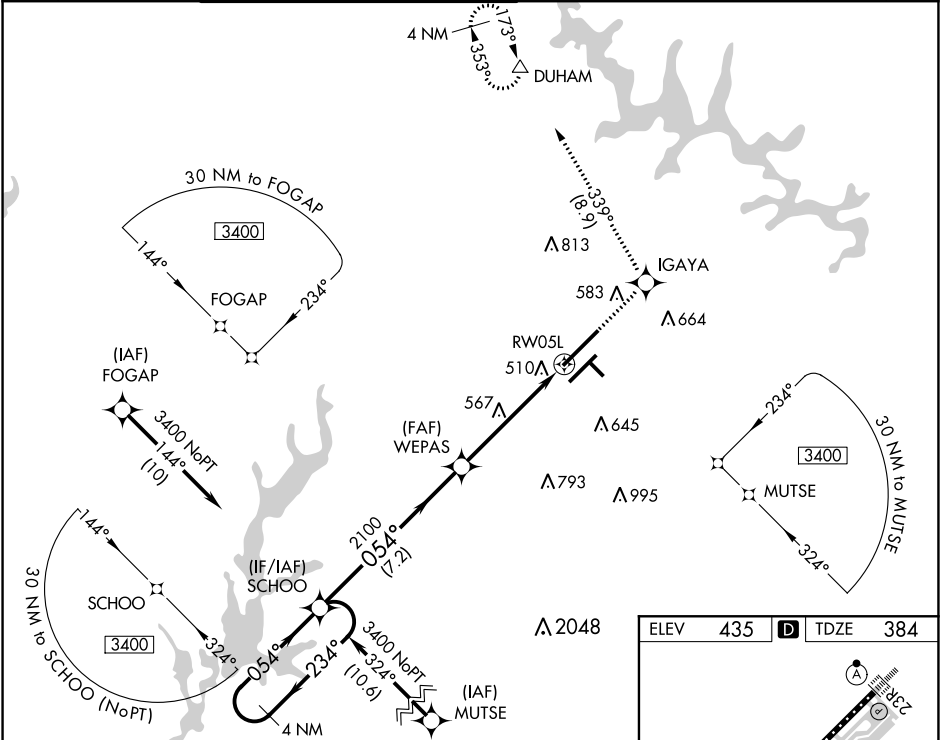 4 NM
173°
353°
DUHAM
30 NM to FOGAP
3400
144°
234°
FOGAP
339°
(8.9)
813
IGAYA
583
664
RW05L
510
(IAF)
FOGAP
3400 NoPT
144°
(10)
567
(FAF)
WEPAS
645
793
995
234°
30 NM to MUTSE
3400
MUTSE
324°
2100
054°
(7.2)
144°
(IF/IAF)
SCHOO
SCHOO
3400
324°
30 NM to SCHOO (NoPT)
054°
234°
4 NM
3400 NoPT
324°
(10.6)
(IAF)
MUTSE
2048
ELEV 435 D TDZE 384
A
23R
P